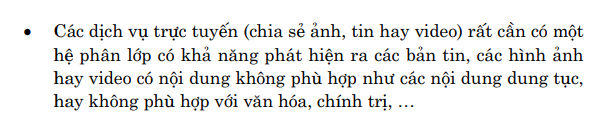 • Các dịch vụ trực tuyến (chia sẻ ảnh, tin hay video) rất cần có một
hệ phân lớp có khả năng phát hiện ra các bản tin, các hình ảnh
hay video có nội dung không phù hợp như các nội dung dung tục,
hay không phù hợp với văn hóa, chính trị, …